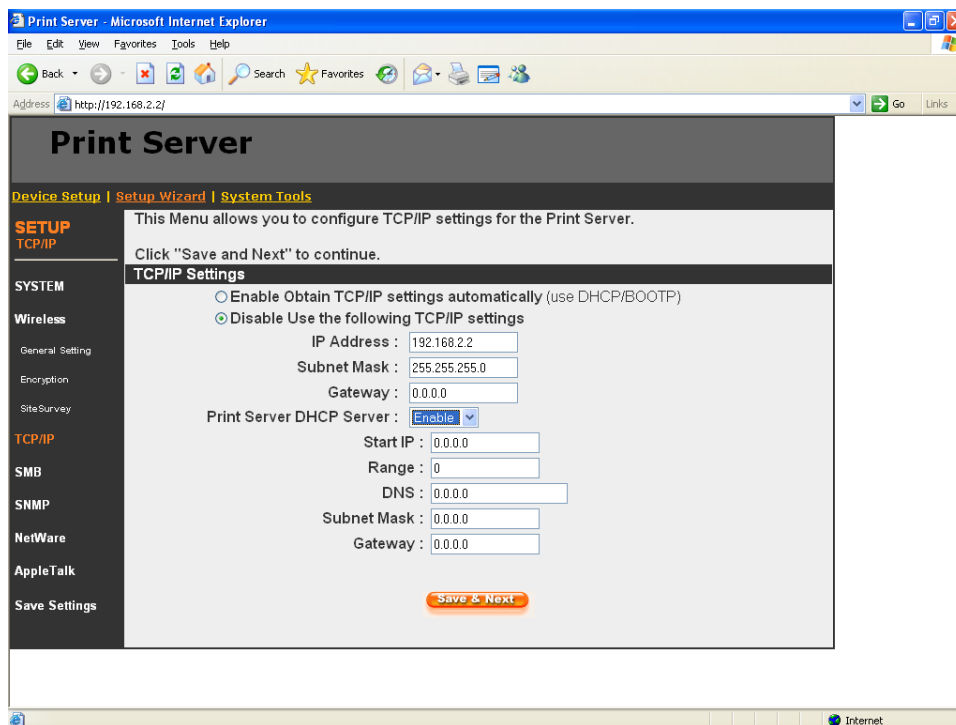 Print Server - Microsoft Internet Explorer
File Edit View Favorites Tools Help
Back Search Favorites
Address http://192.168.2.2/ Go Links
Print Server
Device Setup | Setup Wizard | System Tools
SETUP
TCP/IP
SYSTEM
Wireless
General Setting
Encryption
SiteSurvey
TCP/IP
SMB
SNMP
NetWare
AppleTalk
Save Settings
This Menu allows you to configure TCP/IP settings for the Print Server.
Click "Save and Next" to continue.
TCP/IP Settings
Enable Obtain TCP/IP settings automatically (use DHCP/BOOTP)
Disable Use the following TCP/IP settings
IP Address : 192.168.2.2
Subnet Mask : 255.255.255.0
Gateway : 0.0.0.0
Print Server DHCP Server : Enable
Start IP : 0.0.0.0
Range : 0
DNS : 0.0.0.0
Subnet Mask : 0.0.0.0
Gateway : 0.0.0.0
Save & Next
Internet